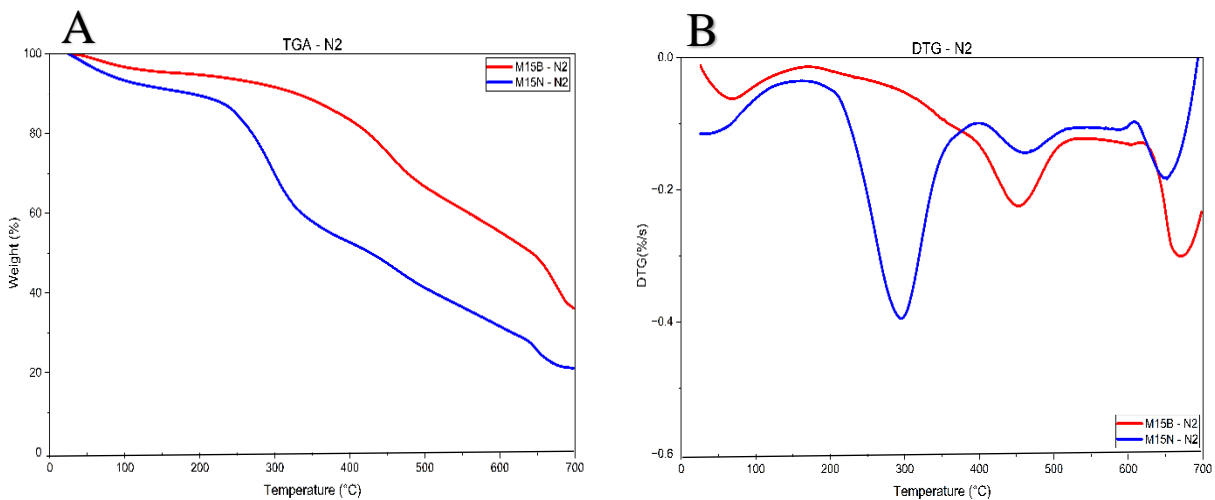 A
TGA - N2
M15B - N2
M15N - N2
100
80
60
40
20
0
Weight (%)
0 100 200 300 400 500 600 700
Temperature (°C)
B
DTG - N2
0.0
−0.2
−0.4
−0.6
DTG(%/s)
M15B - N2
M15N - N2
0 100 200 300 400 500 600 700
Temperature (°C)